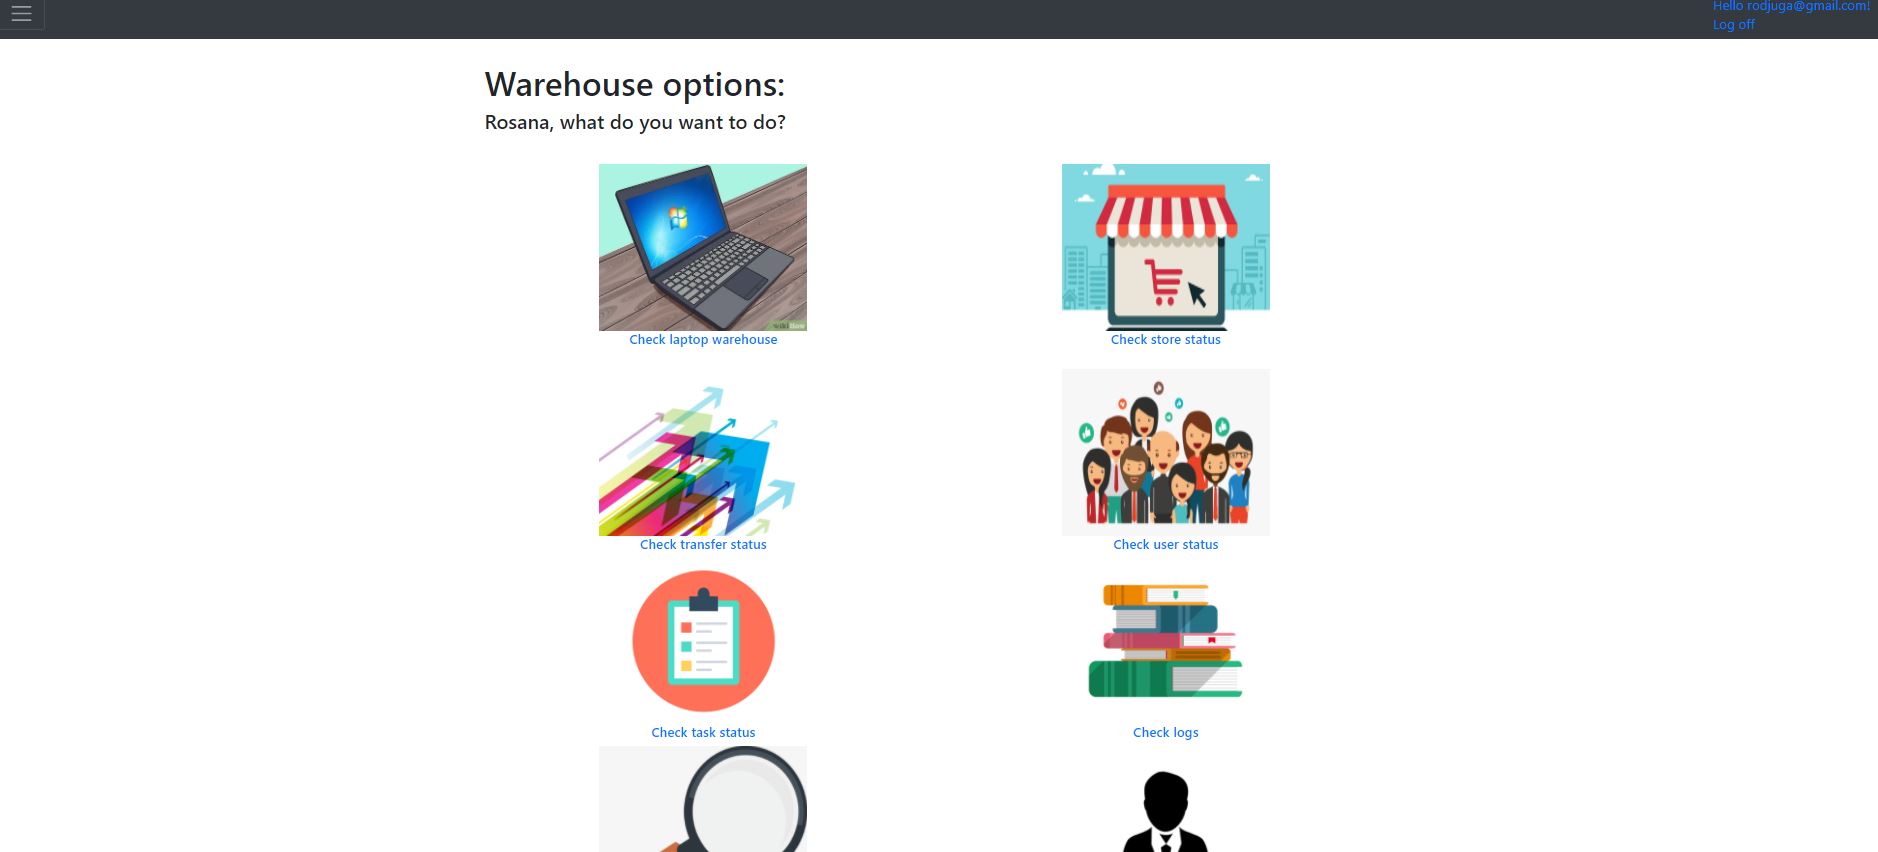 Hello rodjuga@gmail.com!
Log off
Warehouse options:
Rosana, what do you want to do?
wikiHow
Check laptop warehouse
Check store status
Check transfer status
Check user status
Check task status
Check logs